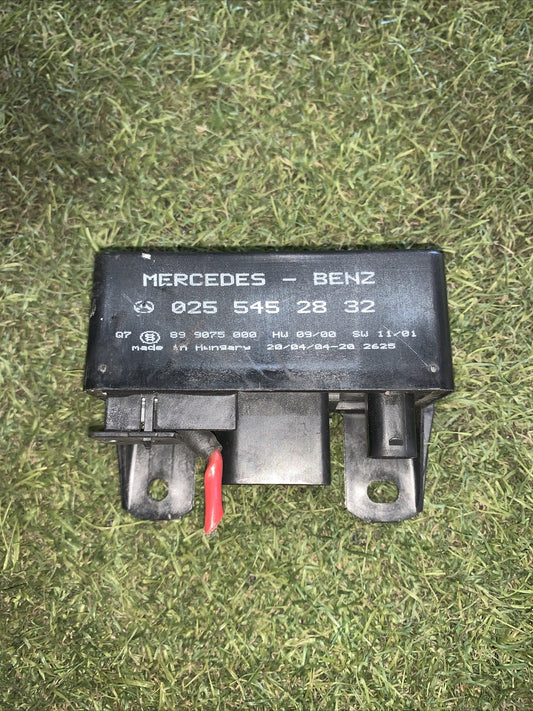 MERCEDES - BENZ
025 545 28 32
Q7 S 89 9075 000 HW 09/00 SW 11/01
made in Hungary 20/04/04-20 2625